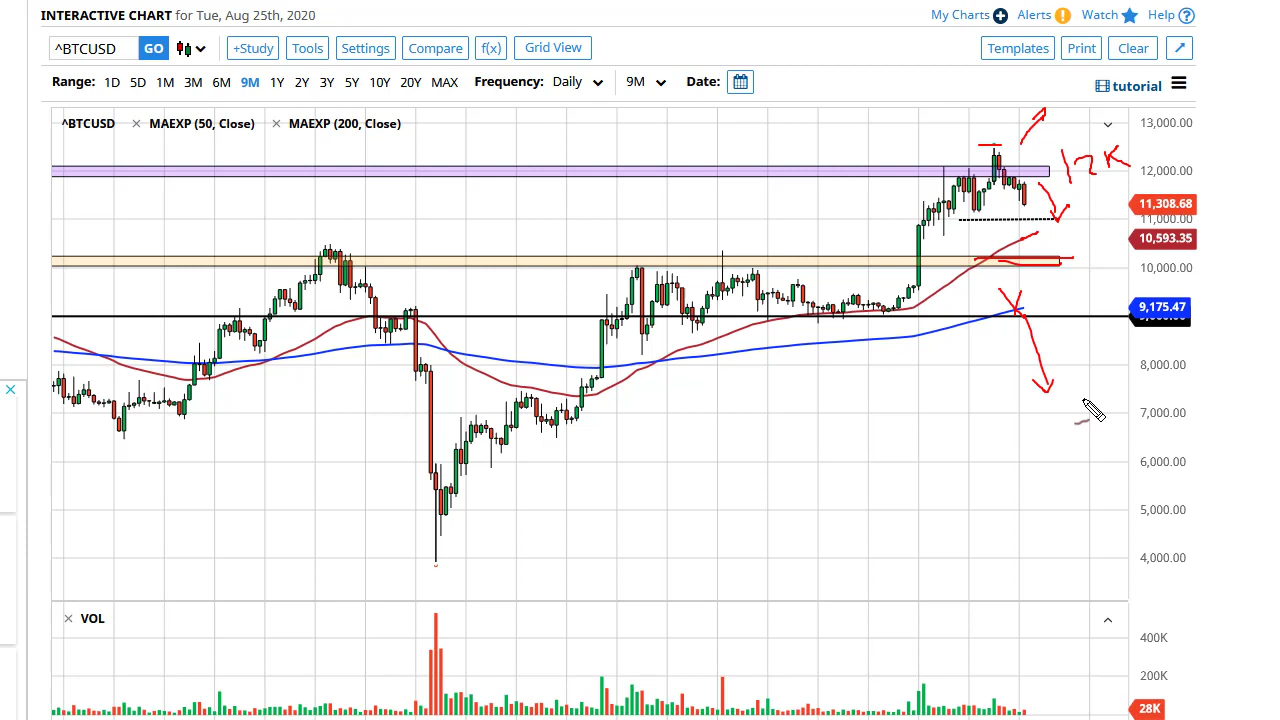 INTERACTIVE CHART for Tue, Aug 25th, 2020
My Charts Alerts Watch Help
^BTCUSD GO +Study Tools Settings Compare f(x) Grid View Templates Print Clear
Range: 1D 5D 1M 3M 6M 9M 1Y 2Y 3Y 5Y 10Y 20Y MAX Frequency: Daily 9M Date: tutorial
^BTCUSD MAEXP (50, Close) MAEXP (200, Close)
13,000.00
12K
12,000.00
11,308.68
11,000.00
10,593.35
10,000.00
9,175.47
8,000.00
7,000.00
6,000.00
5,000.00
4,000.00
VOL
400K
200K
28K